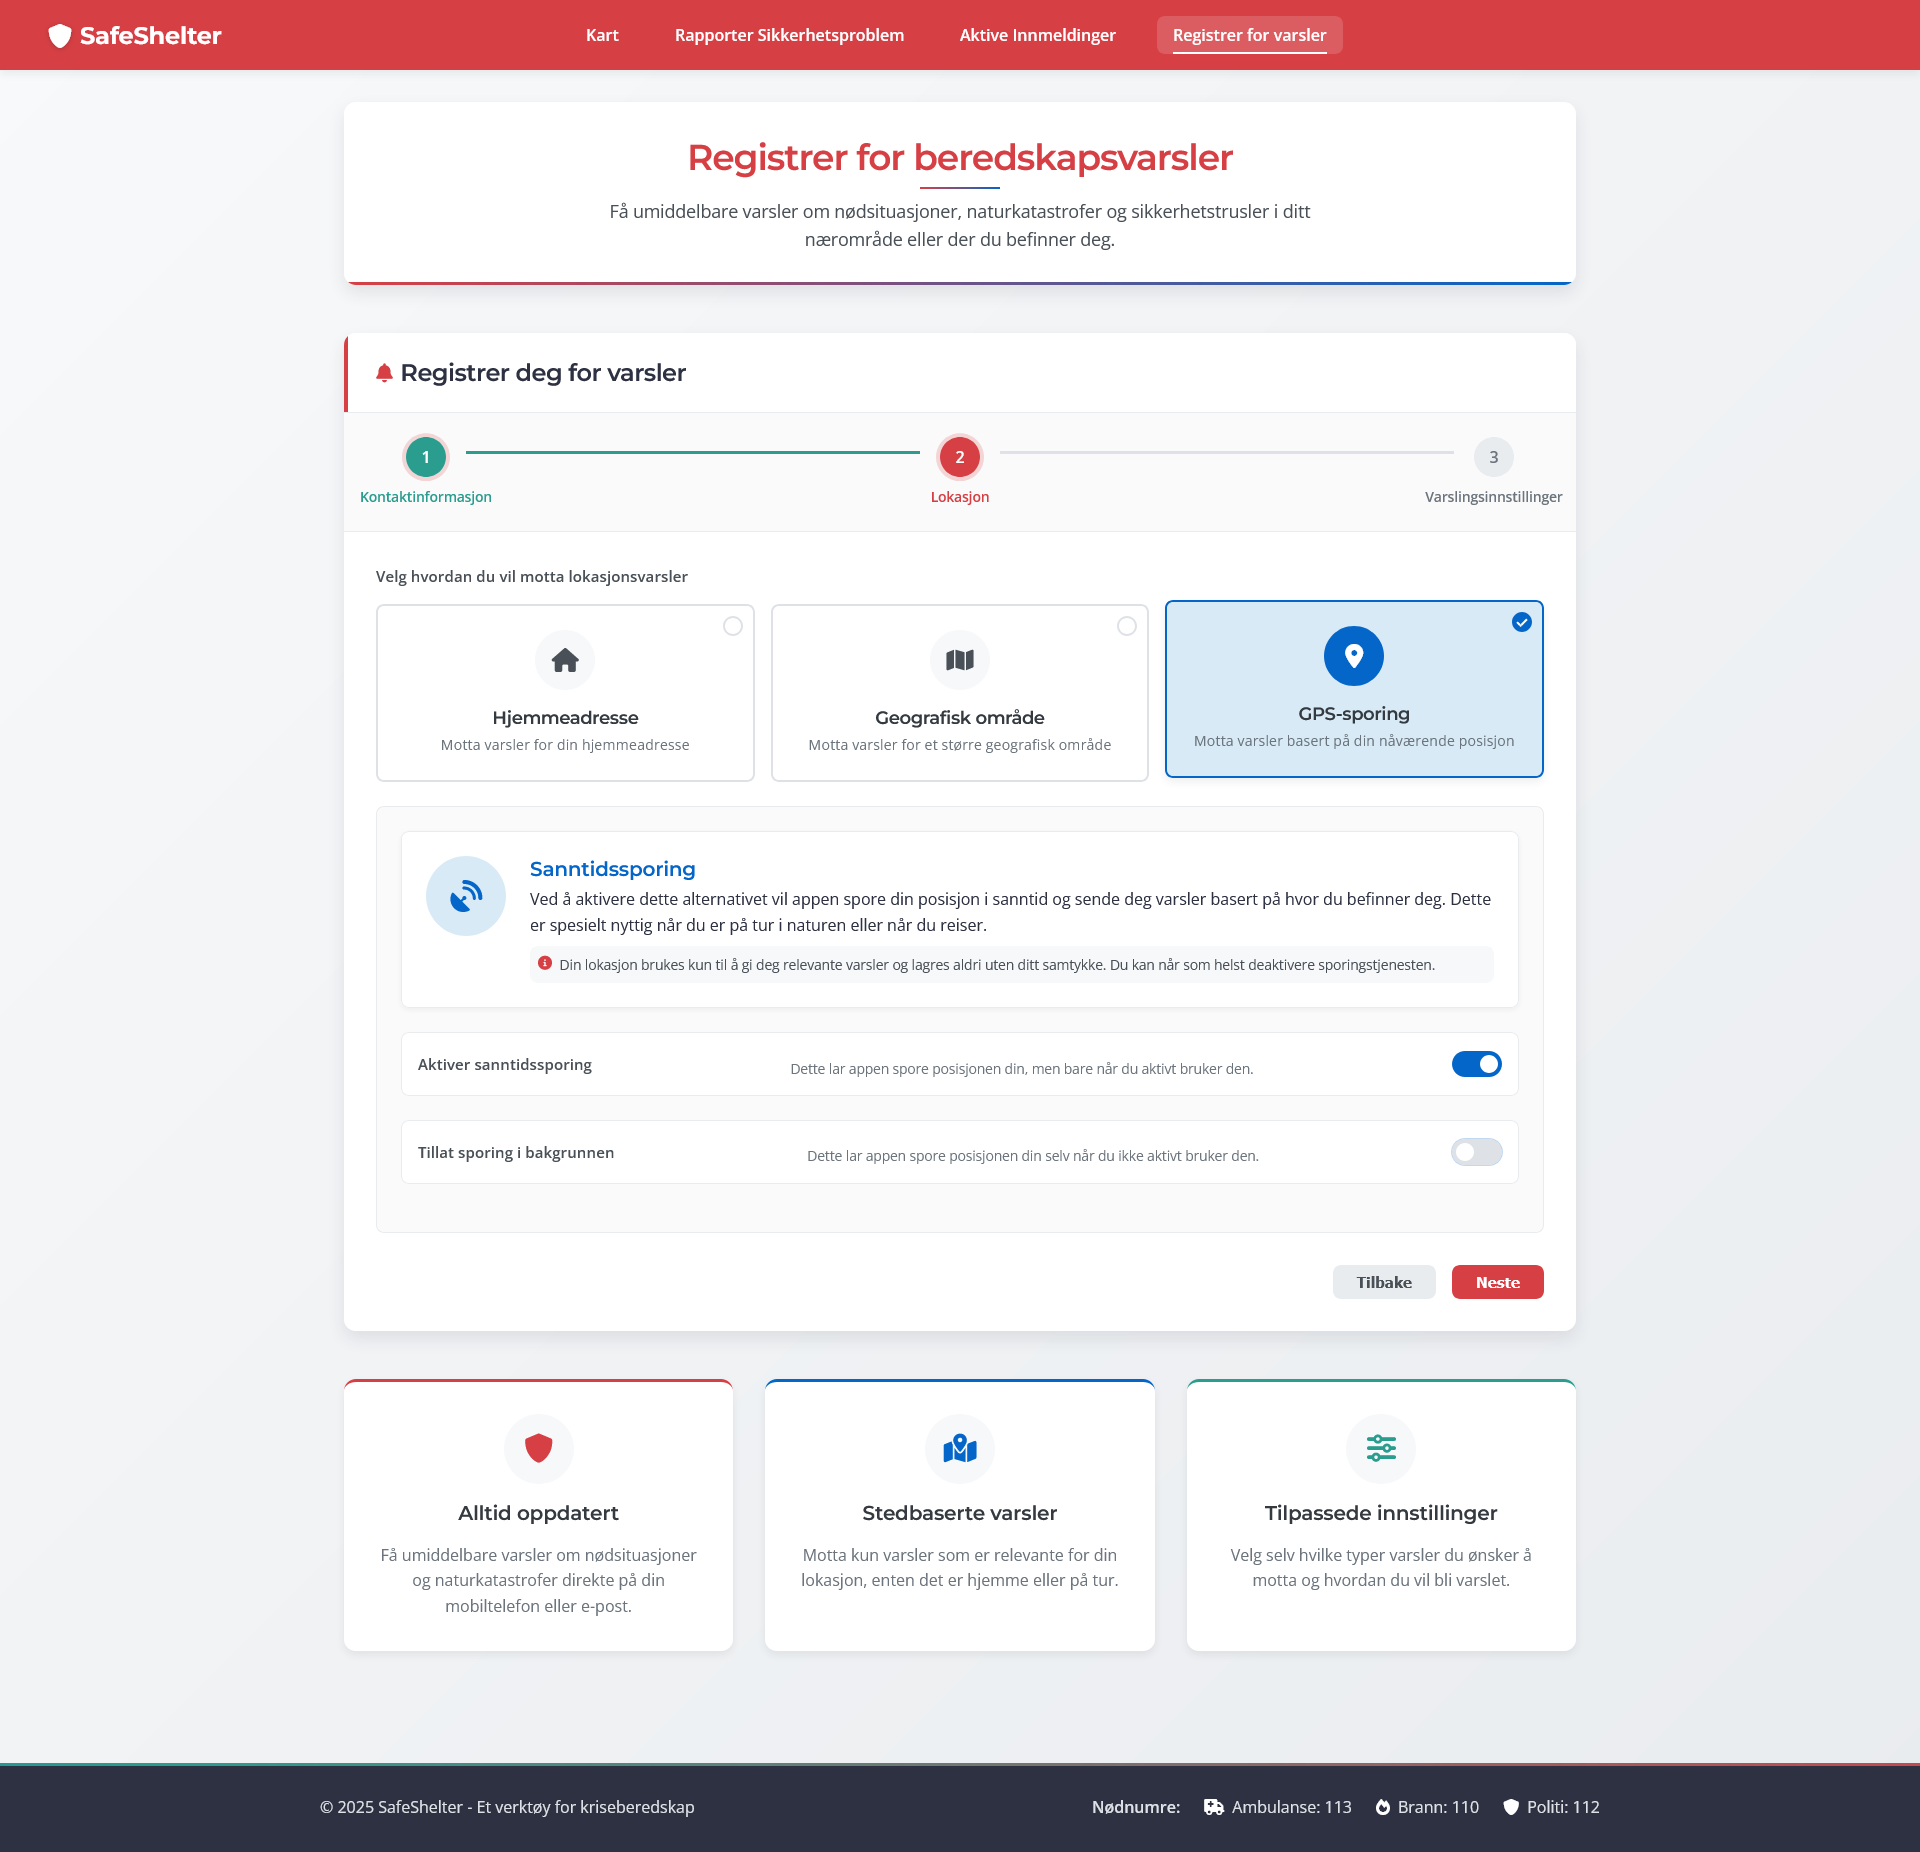 SafeShelter
Kart
Rapporter Sikkerhetsproblem
Aktive Innmeldinger
Registrer for varsler
Registrer for beredskapsvarsler
Få umiddelbare varsler om nødsituasjoner, naturkatastrofer og sikkerhetstrusler i ditt
nærområde eller der du befinner deg.
Registrer deg for varsler
1
2
3
Kontaktinformasjon
Lokasjon
Varslingsinnstillinger
Velg hvordan du vil motta lokasjonsvarsler
Hjemmeadresse
Motta varsler for din hjemmeadresse
Geografisk område
Motta varsler for et større geografisk område
GPS-sporing
Motta varsler basert på din nåværende posisjon
Sanntidssporing
Ved å aktivere dette alternativet vil appen spore din posisjon i sanntid og sende deg varsler basert på hvor du befinner deg. Dette
er spesielt nyttig når du er på tur i naturen eller når du reiser.
Din lokasjon brukes kun til å gi deg relevante varsler og lagres aldri uten ditt samtykke. Du kan når som helst deaktivere sporingstjenesten.
Aktiver sanntidssporing
Dette lar appen spore posisjonen din, men bare når du aktivt bruker den.
Tillat sporing i bakgrunnen
Dette lar appen spore posisjonen din selv når du ikke aktivt bruker den.
Tilbake
Neste
Alltid oppdatert
Få umiddelbare varsler om nødsituasjoner
og naturkatastrofer direkte på din
mobiltelefon eller e-post.
Stedbaserte varsler
Motta kun varsler som er relevante for din
lokasjon, enten det er hjemme eller på tur.
Tilpassede innstillinger
Velg selv hvilke typer varsler du ønsker å
motta og hvordan du vil bli varslet.
© 2025 SafeShelter - Et verktøy for kriseberedskap
Nødnumre:
Ambulanse: 113
Brann: 110
Politi: 112